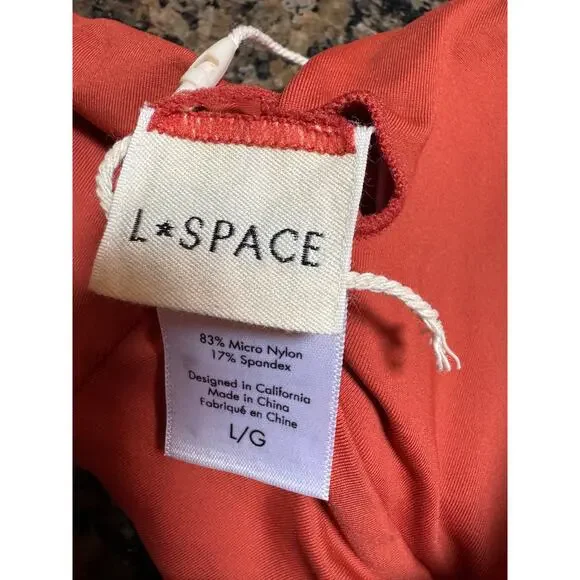 L*SPACE
83% Micro Nylon
17% Spandex
Designed in California
Made in China
Fabriqué en Chine
L/G